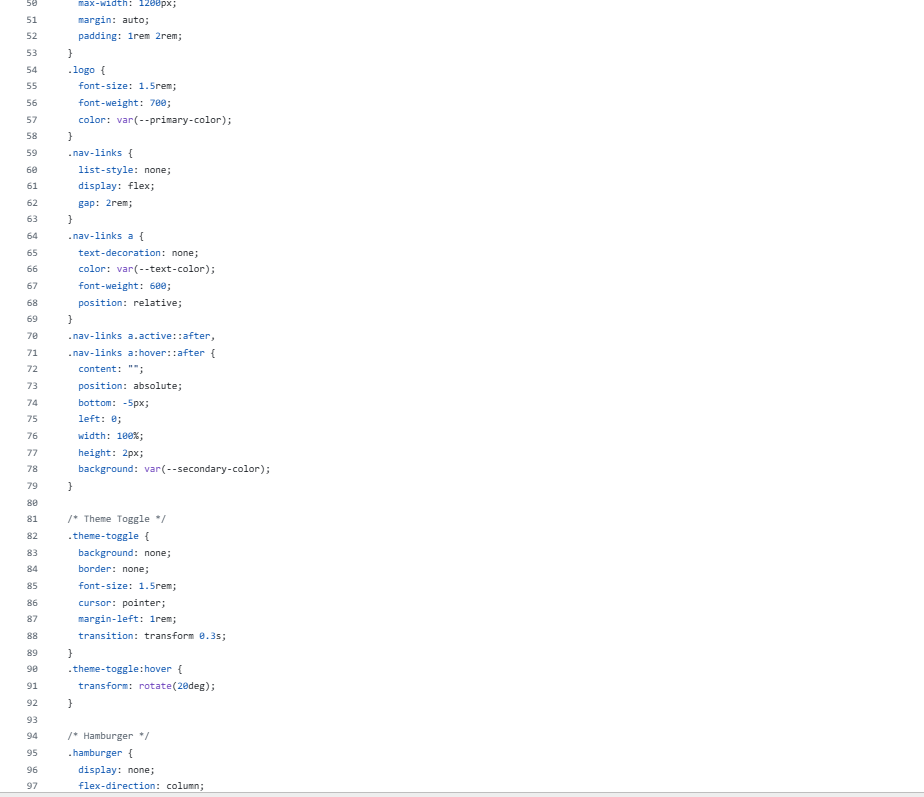 50 max-width: 1200px;
51 margin: auto;
52 padding: 1rem 2rem;
53 }
54 .logo {
55 font-size: 1.5rem;
56 font-weight: 700;
57 color: var(--primary-color);
58 }
59 .nav-links {
60 list-style: none;
61 display: flex;
62 gap: 2rem;
63 }
64 .nav-links a {
65 text-decoration: none;
66 color: var(--text-color);
67 font-weight: 600;
68 position: relative;
69 }
70 .nav-links a.active::after,
71 .nav-links a:hover::after {
72 content: "";
73 position: absolute;
74 bottom: -5px;
75 left: 0;
76 width: 100%;
77 height: 2px;
78 background: var(--secondary-color);
79 }
80
81 /* Theme Toggle */
82 .theme-toggle {
83 background: none;
84 border: none;
85 font-size: 1.5rem;
86 cursor: pointer;
87 margin-left: 1rem;
88 transition: transform 0.3s;
89 }
90 .theme-toggle:hover {
91 transform: rotate(20deg);
92 }
93
94 /* Hamburger */
95 .hamburger {
96 display: none;
97 flex-direction: column;